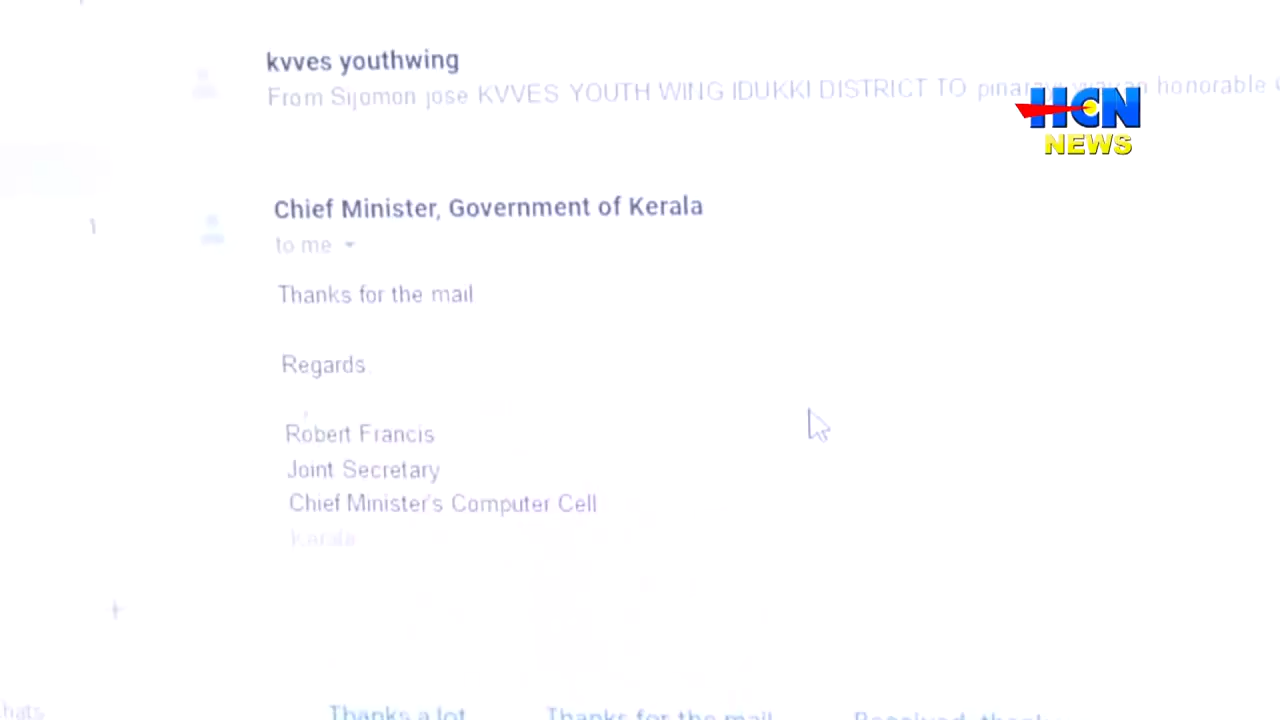 kvves youthwing
From Sijomon jose KVVES YOUTH WING IDUKKI DISTRICT TO honorable
HCN
NEWS
Chief Minister, Government of Kerala
1
to me
Thanks for the mail
Regards
Robert Francis
Joint Secretary
Chief Minister's Computer Cell
Kerala
Thanks a lot
Thanks for the mail